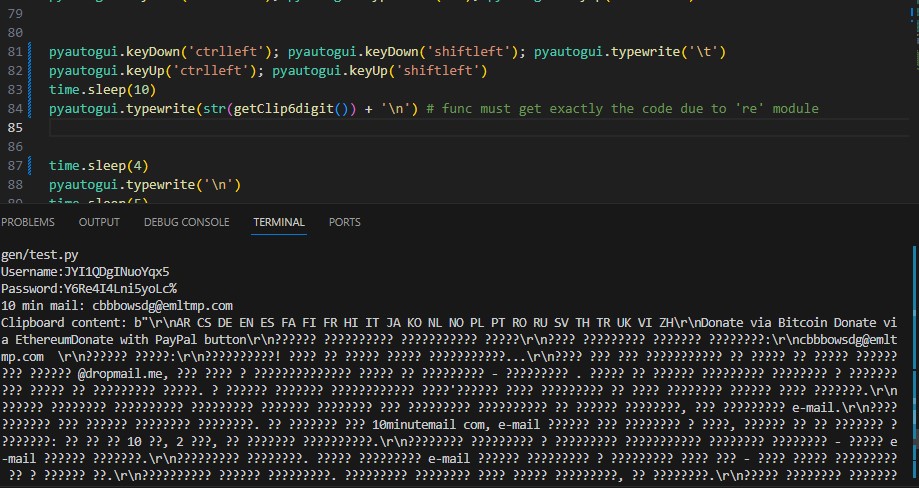 79
80
81 pyautogui.keyDown('ctrlleft'); pyautogui.keyDown('shiftleft'); pyautogui.typewrite('\t')
82 pyautogui.keyUp('ctrlleft'); pyautogui.keyUp('shiftleft')
83 time.sleep(10)
84 pyautogui.typewrite(str(getClip6digit()) + '\n') # func must get exactly the code due to 're' module
85
86
87 time.sleep(4)
88 pyautogui.typewrite('\n')
PROBLEMS OUTPUT DEBUG CONSOLE TERMINAL PORTS
gen/test.py
Username:JYI1QDgINuoYqx5
Password:Y6Re4I4Lni5yoLc%
10 min mail: cbbbowsdg@emltmp.com
Clipboard content: b"\r\nAR CS DE EN ES FA FI FR HI IT JA KO NL NO PL PT RO RU SV TH TR UK VI ZH\r\nDonate via Bitcoin Donate vi
a EthereumDonate with PayPal button\r\n?????? ??????????? ??????????? ?????\r\n???? ????????? ??????? ????????:\r\ncbbbowsdg@emlt
mp.com  \r\n?????? ?????:\r\n???????????! ???? ?? ????? ????? ?????????????...\r\n???? ??? ??? ??????????? ?? ?? ????? ?? ????? ??????
??? ?????? @dropmail.me, ??? ???? ? ?????????????? ????? ?? ????????? - ????????? . ????? ?? ????????? ???????? ???????? ? ???????
??? ????? ?? ???????? ?????. ? ??????? ??????? ???????????? ????'?????? ???? ???? ????????? ?? ???? ????????? ?????? ???? ???????.\r\n
?????? ???????? ?????????? ????????? ?????????? ??????? ????????? ?????????? ?? ?????? ????????, ??? ???????? e-mail.\r\n????
???????? ??????? ???????? ????????. ?? ??????? ??? 10minutemail com, e-mail ?????? ??? ???????? ? ????, ??????? ?? ?? ??????? ?
????????: ?? ?? ?? 10 ??, 2 ???, ?? ??????? ???????????.\r\n???????? ???????? ? ????????? ???????? ???????? ?? ??????? - ????? e
-mail ?????? ???????.\r\n????????? ????????. ????? ????????? e-mail ?????? ????????? ? ????????? ???? ??? - ???? ????? ?????????
?? ? ?????? ??.\r\n?????????? ?????? ????????. ????????? ???????? ???? ????? ?????????, ?? ????????.\r\n????? ???????? ???????